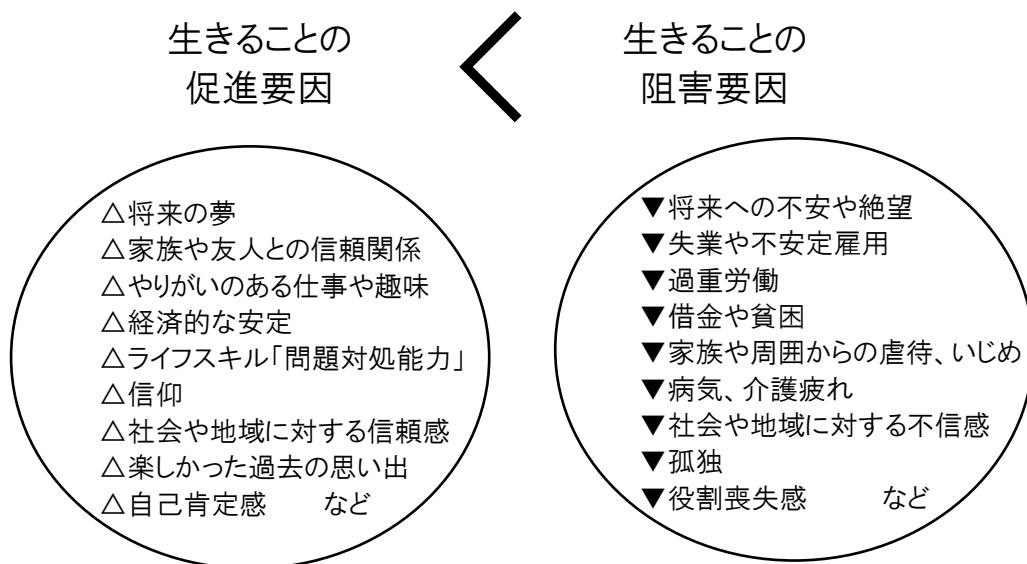 生きることの
促進要因
<
生きることの
阻害要因
△将来の夢
△家族や友人との信頼関係
△やりがいのある仕事や趣味
△経済的な安定
△ライフスキル「問題対処能力」
△信仰
△社会や地域に対する信頼感
△楽しかった過去の思い出
△自己肯定感　　など
▼将来への不安や絶望
▼失業や不安定雇用
▼過重労働
▼借金や貧困
▼家族や周囲からの虐待、いじめ
▼病気、介護疲れ
▼社会や地域に対する不信感
▼孤独
▼役割喪失感　　　など